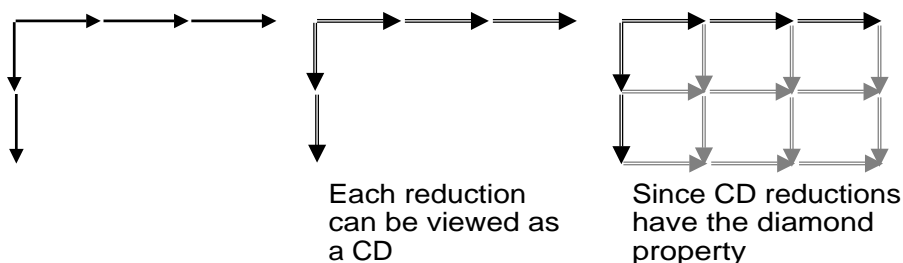 Each reduction
can be viewed as
a CD
Since CD reductions
have the diamond
property